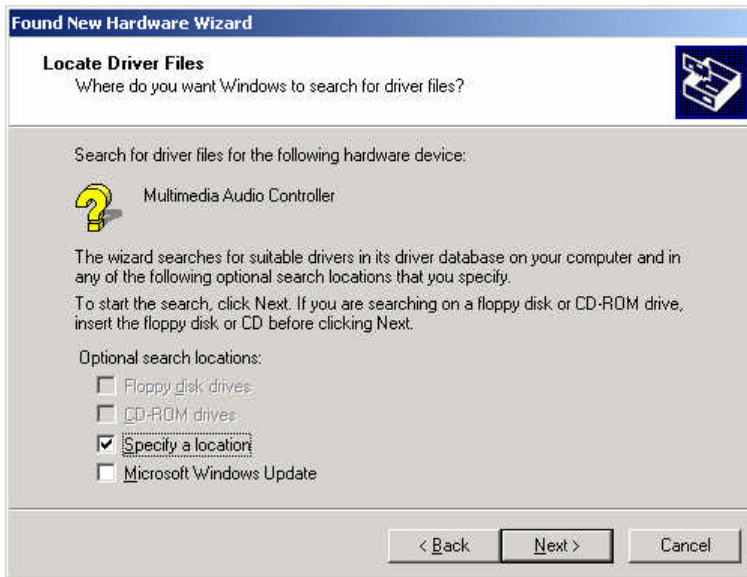 Found New Hardware Wizard
Locate Driver Files
Where do you want Windows to search for driver files?
Search for driver files for the following hardware device:
Multimedia Audio Controller
The wizard searches for suitable drivers in its driver database on your computer and in
any of the following optional search locations that you specify.
To start the search, click Next. If you are searching on a floppy disk or CD-ROM drive,
insert the floppy disk or CD before clicking Next.
Optional search locations:
Floppy disk drives
CD-ROM drives
Specify a location
Microsoft Windows Update
< Back Next > Cancel